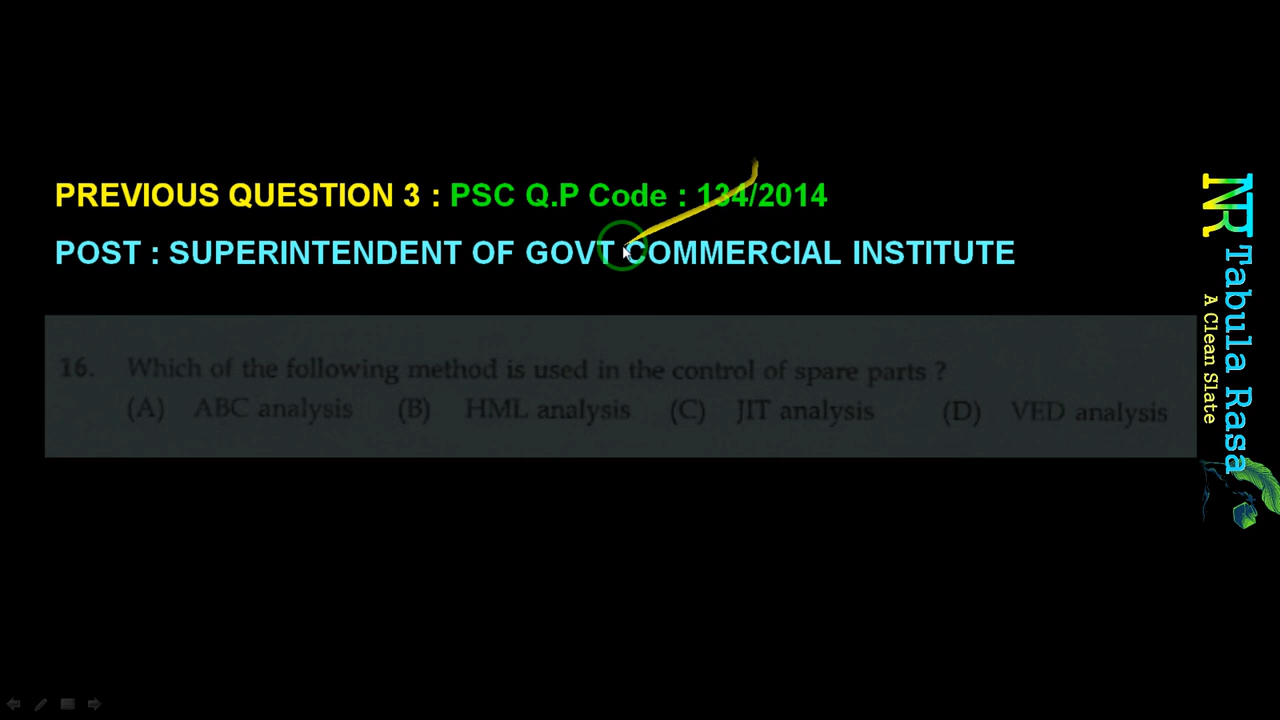 PREVIOUS QUESTION 3 : PSC Q.P Code : 134/2014
POST : SUPERINTENDENT OF GOVT COMMERCIAL INSTITUTE
16. Which of the following method is used in the control of spare parts ?
(A) ABC analysis (B) HML analysis (C) JIT analysis (D) VED analysis
NR
Tabula Rasa
A Clean Slate